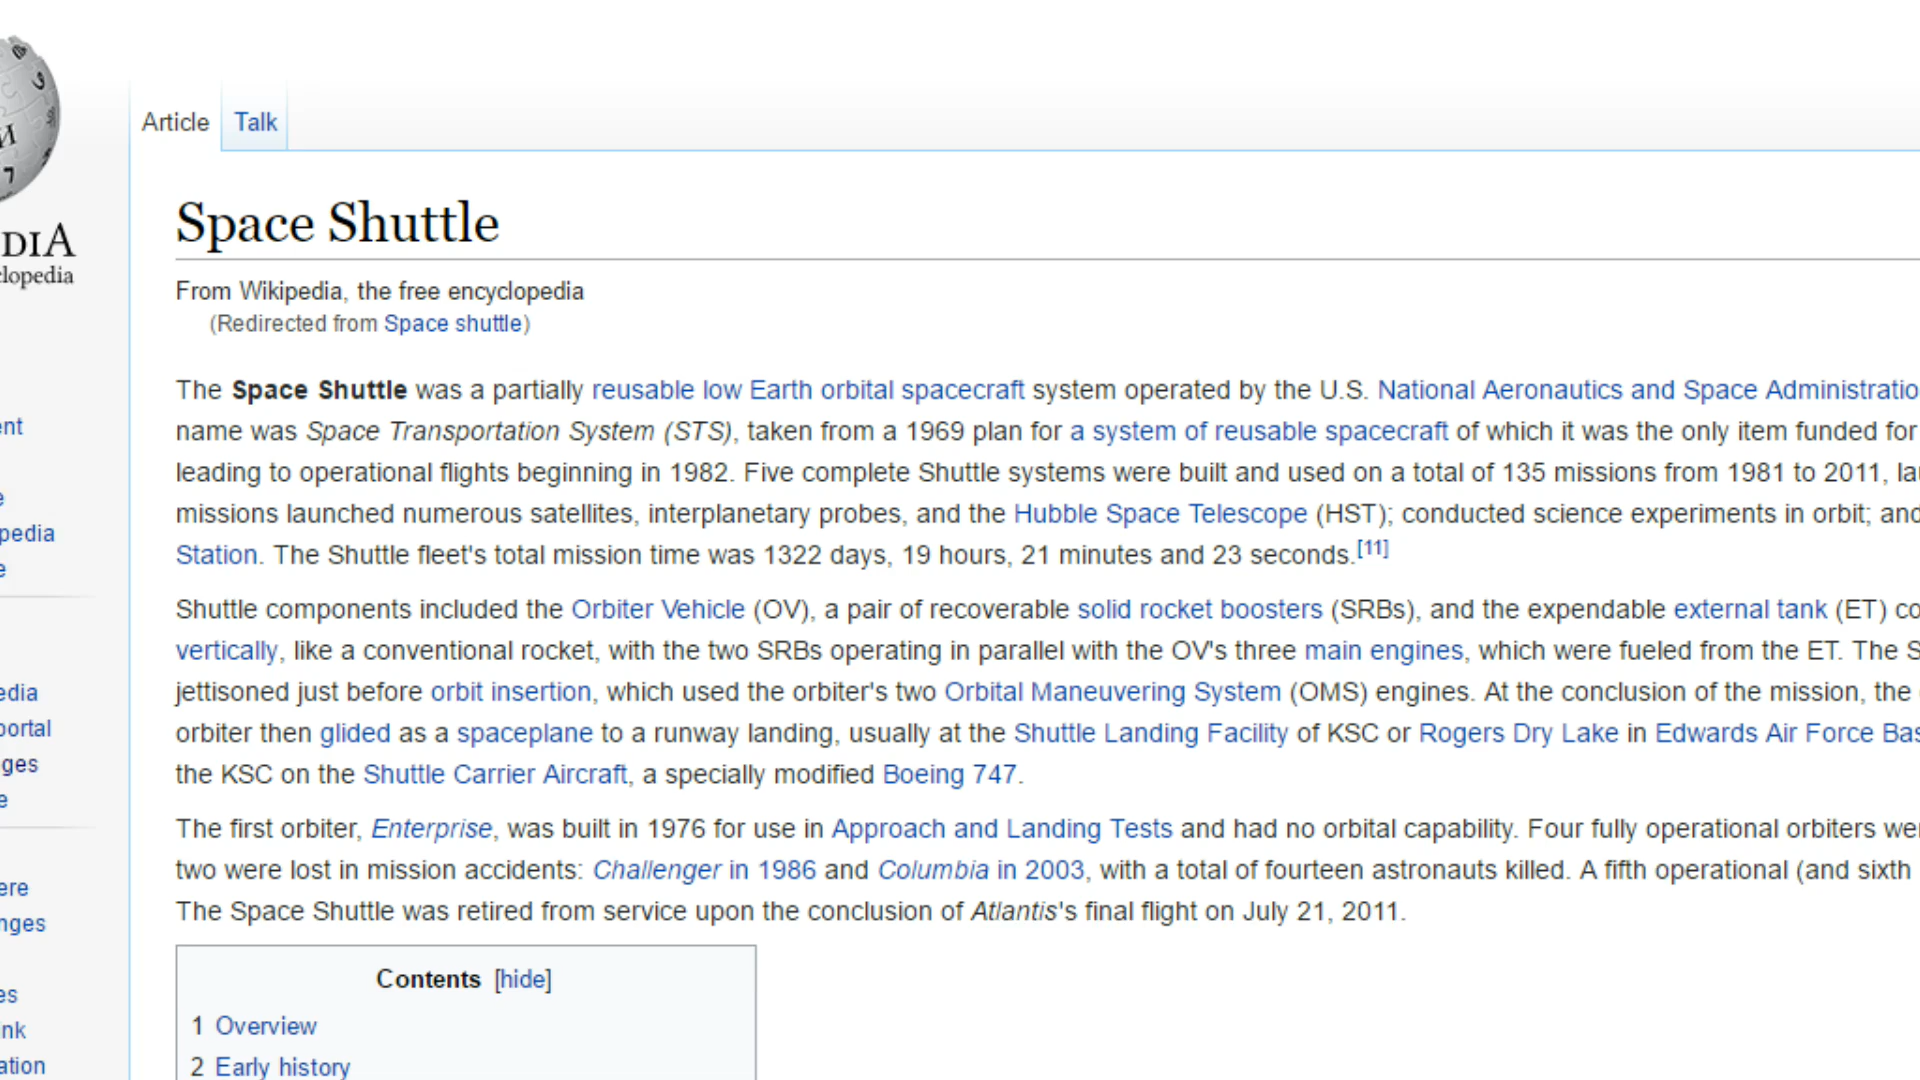 Article Talk
DIA
clopedia
Space Shuttle
From Wikipedia, the free encyclopedia
(Redirected from Space shuttle)
The Space Shuttle was a partially reusable low Earth orbital spacecraft system operated by the U.S. National Aeronautics and Space Administratio
name was Space Transportation System (STS), taken from a 1969 plan for a system of reusable spacecraft of which it was the only item funded for
leading to operational flights beginning in 1982. Five complete Shuttle systems were built and used on a total of 135 missions from 1981 to 2011, la
missions launched numerous satellites, interplanetary probes, and the Hubble Space Telescope (HST); conducted science experiments in orbit; and
Station. The Shuttle fleet's total mission time was 1322 days, 19 hours, 21 minutes and 23 seconds.[11]
Shuttle components included the Orbiter Vehicle (OV), a pair of recoverable solid rocket boosters (SRBs), and the expendable external tank (ET) co
vertically, like a conventional rocket, with the two SRBs operating in parallel with the OV's three main engines, which were fueled from the ET. The S
jettisoned just before orbit insertion, which used the orbiter's two Orbital Maneuvering System (OMS) engines. At the conclusion of the mission, the
orbiter then glided as a spaceplane to a runway landing, usually at the Shuttle Landing Facility of KSC or Rogers Dry Lake in Edwards Air Force Bas
the KSC on the Shuttle Carrier Aircraft, a specially modified Boeing 747.
The first orbiter, Enterprise, was built in 1976 for use in Approach and Landing Tests and had no orbital capability. Four fully operational orbiters wer
two were lost in mission accidents: Challenger in 1986 and Columbia in 2003, with a total of fourteen astronauts killed. A fifth operational (and sixth
The Space Shuttle was retired from service upon the conclusion of Atlantis's final flight on July 21, 2011.
Contents [hide]
1 Overview
2 Early history
ent
e
pedia
e
edia
portal
ges
e
ere
nges
es
ink
ation